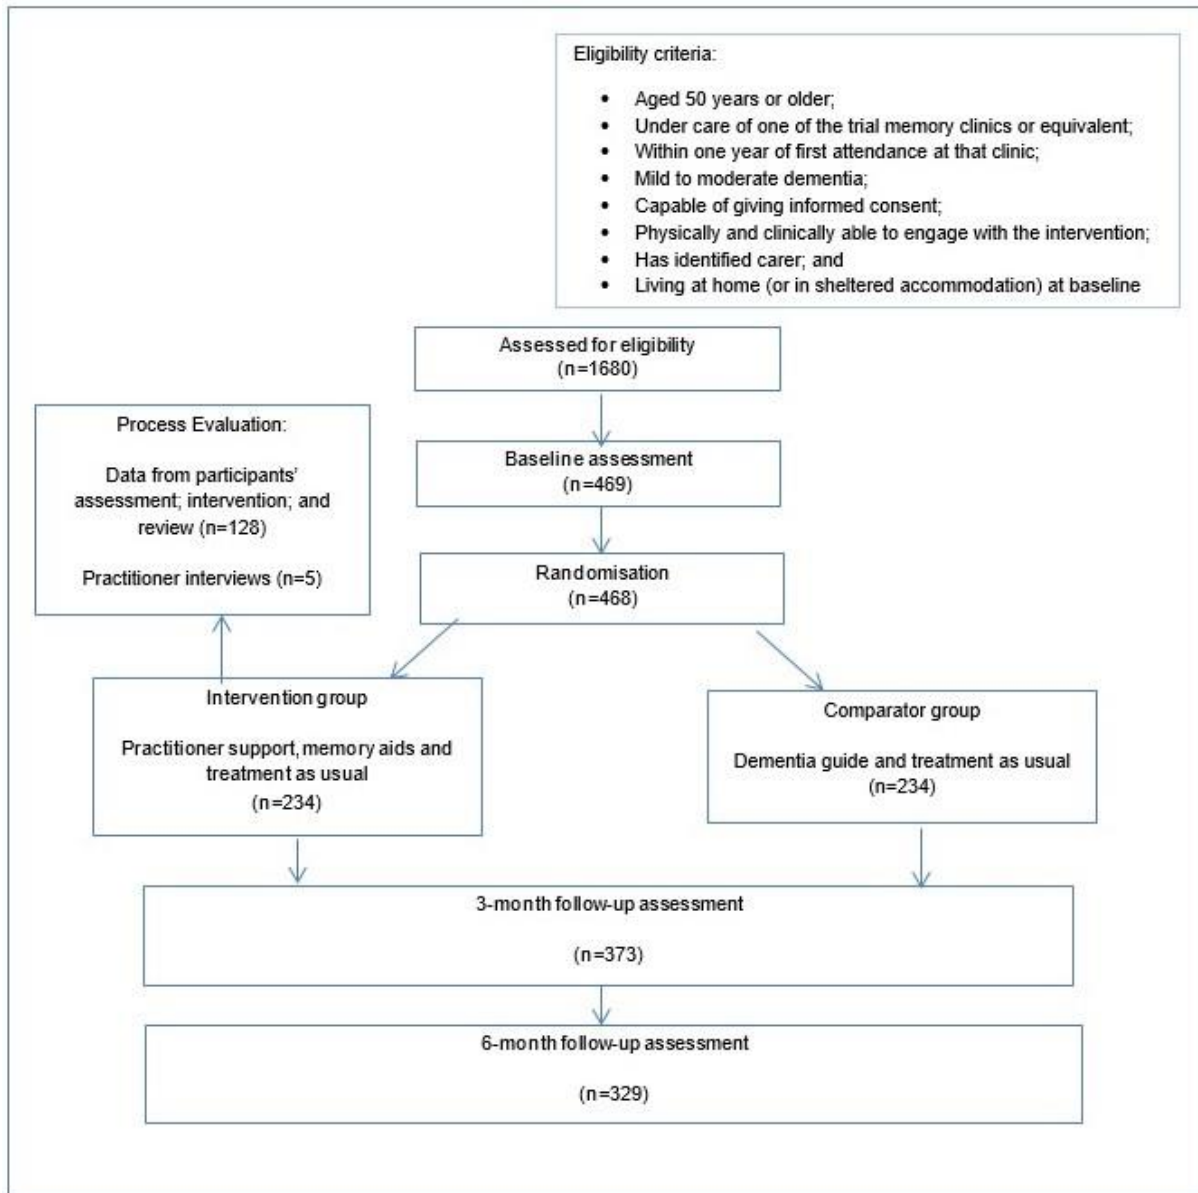 Eligibility criteria:
• Aged 50 years or older;
• Under care of one of the trial memory clinics or equivalent;
• Within one year of first attendance at that clinic;
• Mild to moderate dementia;
• Capable of giving informed consent;
• Physically and clinically able to engage with the intervention;
• Has identified carer; and
• Living at home (or in sheltered accommodation) at baseline
Assessed for eligibility
(n=1680)
Process Evaluation:
Data from participants’
assessment; intervention; and
review (n=128)
Practitioner interviews (n=5)
Baseline assessment
(n=469)
Randomisation
(n=468)
Intervention group
Practitioner support, memory aids and
treatment as usual
(n=234)
Comparator group
Dementia guide and treatment as usual
(n=234)
3-month follow-up assessment
(n=373)
6-month follow-up assessment
(n=329)